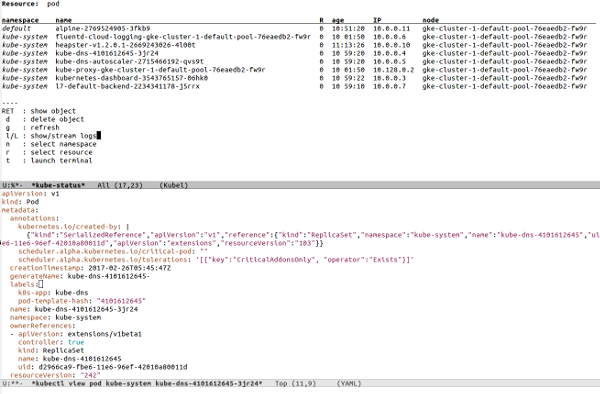 Resource: pod
namespace name R age IP node
default alpine-2769524905-3fkb9 0 10:51:20 10.0.0.11 gke-cluster-1-default-pool-76eaedb2-fw9r
kube-system fluentd-cloud-logging-gke-cluster-1-default-pool-76eaedb2-fw9r 0 10 01:50 10.0.0.6 gke-cluster-1-default-pool-76eaedb2-fw9r
kube-system heapster-v1.2.0.1-2669243026-4l00t 0 11:13:26 10.0.0.10 gke-cluster-1-default-pool-76eaedb2-fw9r
kube-system kube-dns-4101612645-3jr24 0 10 59:20 10.0.0.4 gke-cluster-1-default-pool-76eaedb2-fw9r
kube-system kube-dns-autoscaler-2715466192-qvs9t 0 10 59:20 10.0.0.5 gke-cluster-1-default-pool-76eaedb2-fw9r
kube-system kube-proxy-gke-cluster-1-default-pool-76eaedb2-fw9r 0 10 01:50 10.128.0.2 gke-cluster-1-default-pool-76eaedb2-fw9r
kube-system kubernetes-dashboard-3543765157-06hk0 0 10 59:22 10.0.0.3 gke-cluster-1-default-pool-76eaedb2-fw9r
kube-system l7-default-backend-2234341178-j5rrx 0 10 59:10 10.0.0.7 gke-cluster-1-default-pool-76eaedb2-fw9r
----
RET : show object
d : delete object
g : refresh
l/L : show/stream logs
n : select namespace
r : select resource
t : launch terminal
U:%*- *kube-status* All (17,23) (Kubel)
apiVersion: v1
kind: Pod
metadata:
annotations:
kubernetes.io/created-by: |
{"kind":"SerializedReference","apiVersion":"v1","reference":{"kind":"ReplicaSet","namespace":"kube-system","name":"kube-dns-4101612645","ui
e6-11e6-96ef-42010a80011d","apiVersion":"extensions","resourceVersion":"103"}}
scheduler.alpha.kubernetes.io/critical-pod: ""
scheduler.alpha.kubernetes.io/tolerations: '[{"key":"CriticalAddonsOnly", "operator":"Exists"}]'
creationTimestamp: 2017-02-26T05:45:47Z
generateName: kube-dns-4101612645-
labels:
k8s-app: kube-dns
pod-template-hash: "4101612645"
name: kube-dns-4101612645-3jr24
namespace: kube-system
ownerReferences:
- apiVersion: extensions/v1beta1
controller: true
kind: ReplicaSet
name: kube-dns-4101612645
uid: d2966ca9-fbe6-11e6-96ef-42010a80011d
resourceVersion: "242"
U:**- *kubectl view pod kube-system kube-dns-4101612645-3jr24* Top (11,9) (YAML)